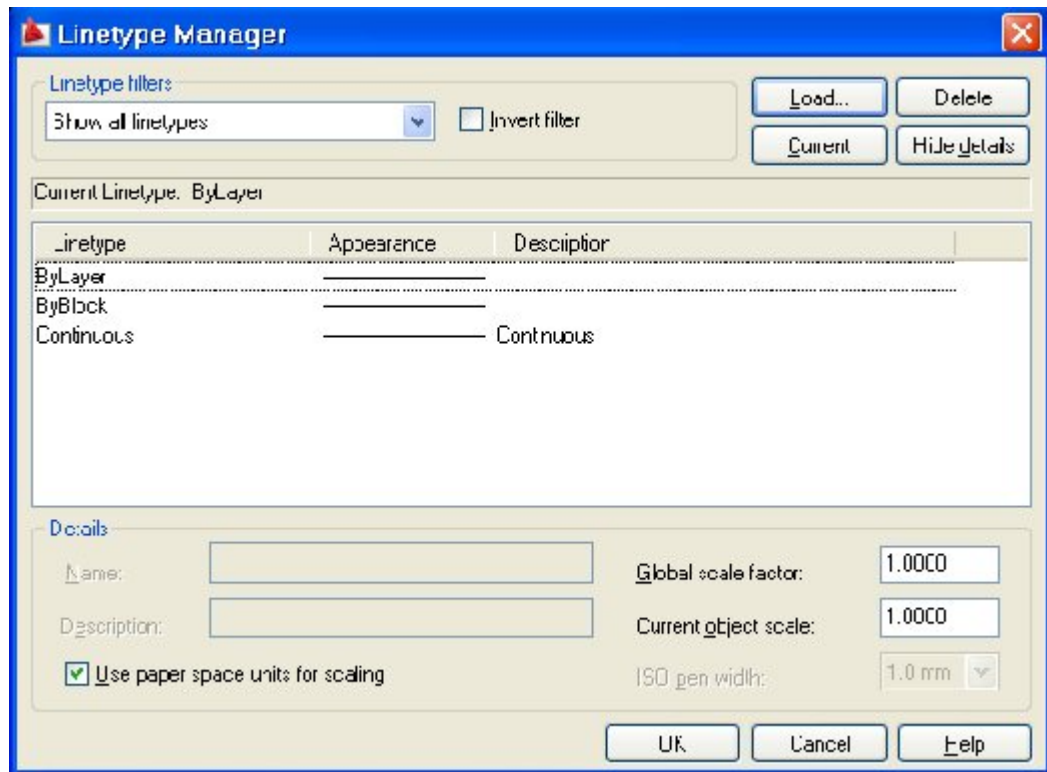 Linetype Manager
Linetype filters
Show all linetypes
Invert filter
Load...
Delete
Current
Hide details
Current Linetype: ByLayer
Linetype Appearance Description
ByLayer
ByBlock
Continuous Continuous
Details
Name:
Description:
Use paper space units for scaling
Global scale factor: 1.0000
Current object scale: 1.0000
ISO pen width: 1.0 mm
OK Cancel Help